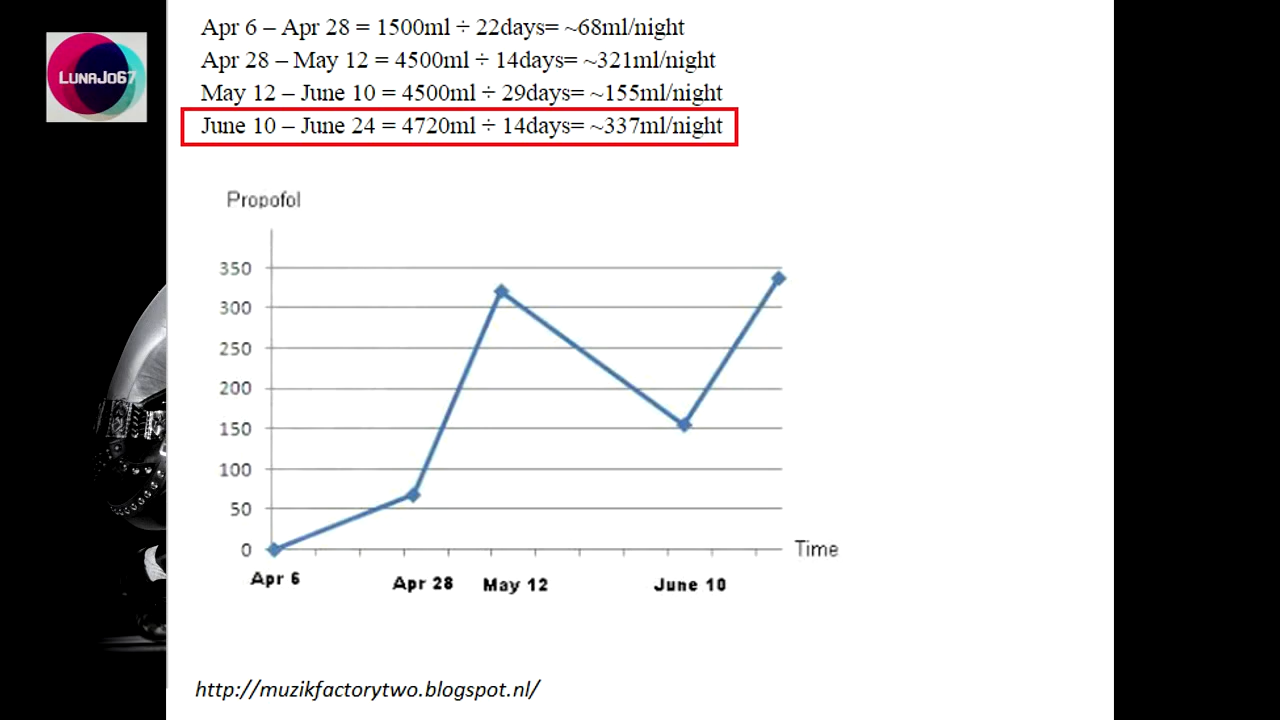 LUNAJO67
Apr 6 – Apr 28 = 1500ml ÷ 22days= ~68ml/night
Apr 28 – May 12 = 4500ml ÷ 14days= ~321ml/night
May 12 – June 10 = 4500ml ÷ 29days= ~155ml/night
June 10 – June 24 = 4720ml ÷ 14days= ~337ml/night
Propofol
350
300
250
200
150
100
50
0
Time
Apr 6
Apr 28
May 12
June 10
http://muzikfactorytwo.blogspot.nl/